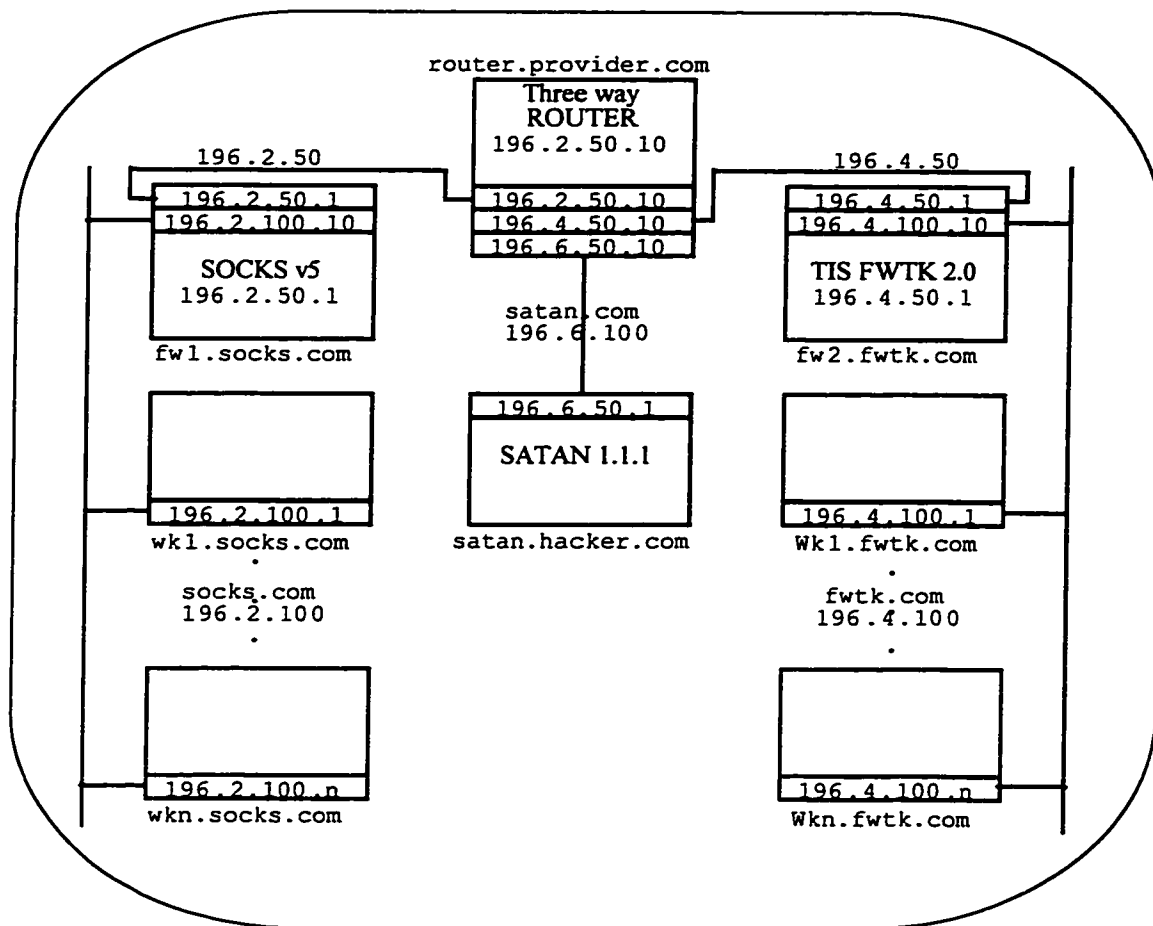 router.provider.com
Three way
ROUTER
196.2.50.10
196.2.50
196.4.50
196.2.50.1
196.2.100.10
196.2.50.10
196.4.50.10
196.6.50.10
196.4.50.1
196.4.100.10
SOCKS v5
196.2.50.1
TIS FWTK 2.0
196.4.50.1
satan.com
196.6.100
fw1.socks.com
fw2.fwtk.com
196.6.50.1
SATAN 1.1.1
196.2.100.1
196.4.100.1
wk1.socks.com
satan.hacker.com
Wk1.fwtk.com
socks.com
196.2.100
fwtk.com
196.4.100
196.2.100.n
196.4.100.n
wkn.socks.com
Wkn.fwtk.com